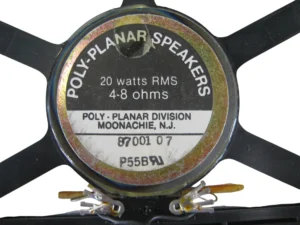 POLY-PLANAR SPEAKERS
20 watts RMS
4-8 ohms
POLY - PLANAR DIVISION
MOONACHIE, N.J.
87001 07
P55B